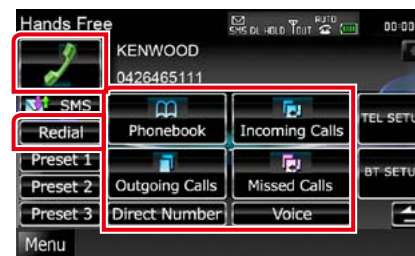 Hands Free SMS DL HOLD TOUT AUTO 00:00
KENWOOD
0426465111
SMS
Redial
Phonebook Incoming Calls TEL SETU
Preset 1
Preset 2 Outgoing Calls Missed Calls BT SETU
Preset 3 Direct Number Voice
Menu